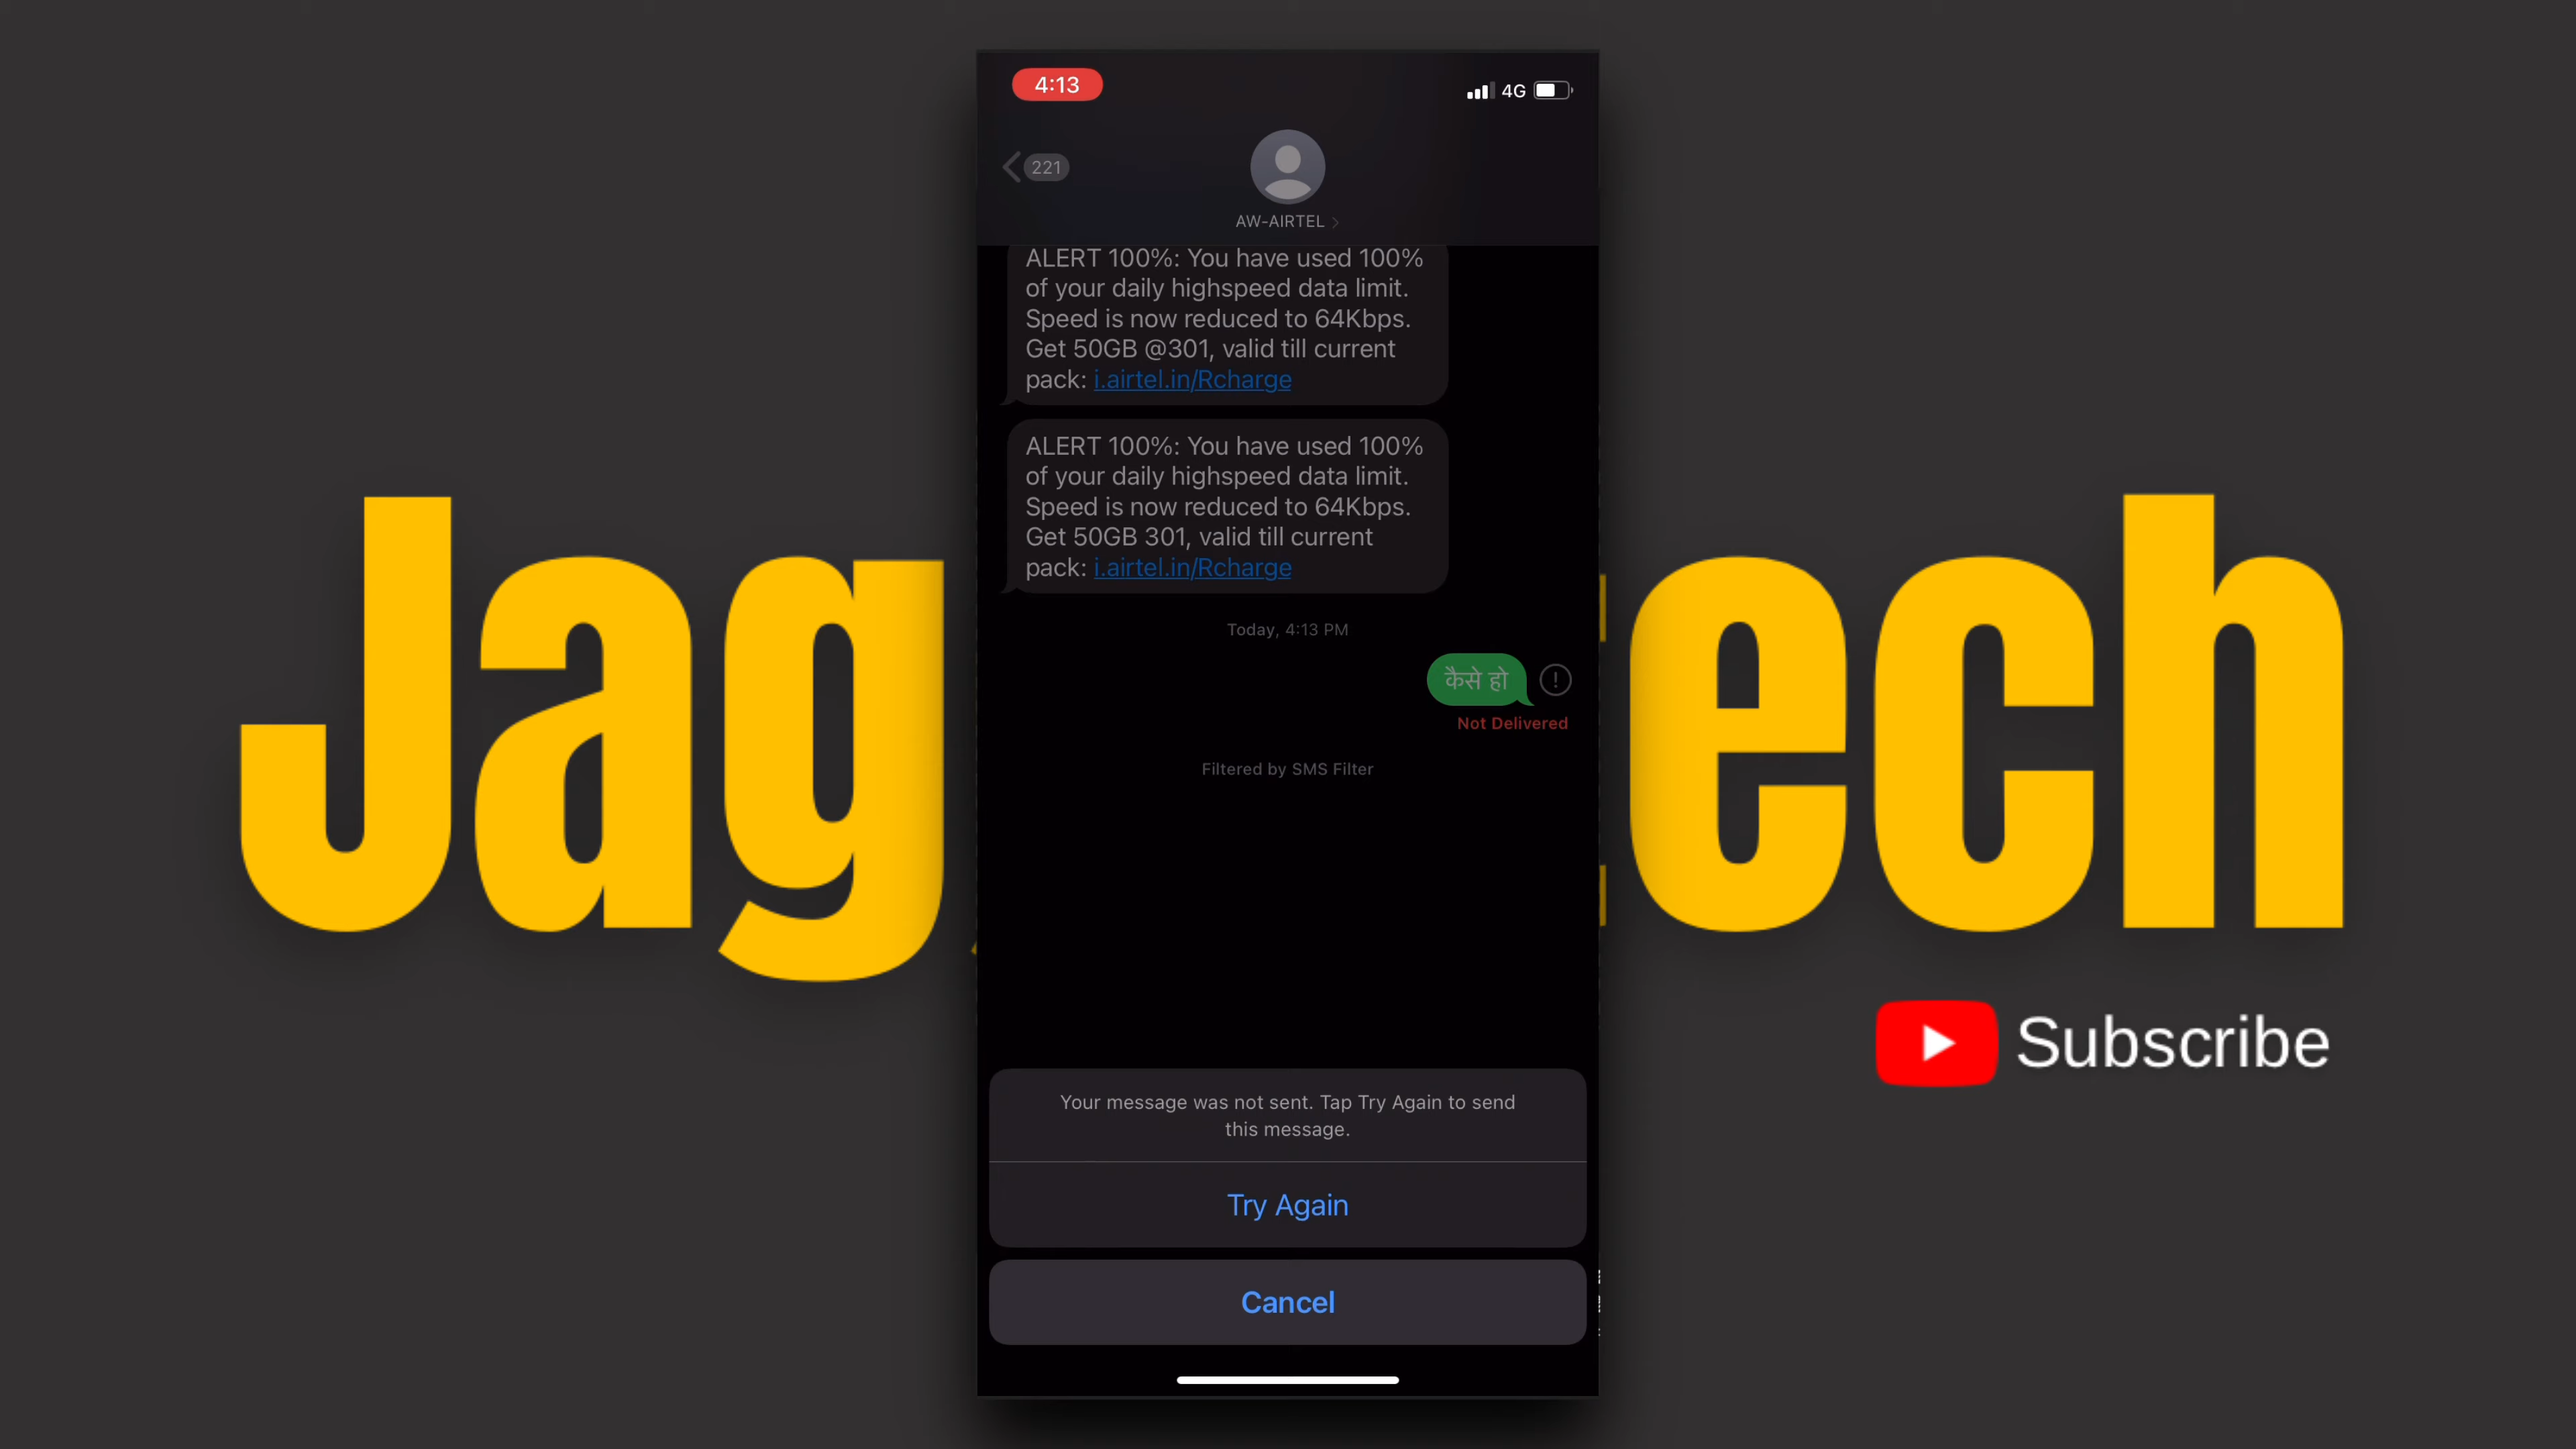 4:13
4G
221
AW-AIRTEL
ALERT 100%: You have used 100%
of your daily highspeed data limit.
Speed is now reduced to 64Kbps.
Get 50GB @301, valid till current
pack: i.airtel.in/Rcharge
ALERT 100%: You have used 100%
of your daily highspeed data limit.
Speed is now reduced to 64Kbps.
Get 50GB 301, valid till current
pack: i.airtel.in/Rcharge
Today, 4:13 PM
कैसे हो
Not Delivered
Filtered by SMS Filter
Your message was not sent. Tap Try Again to send
this message.
Try Again
Cancel
Subscribe